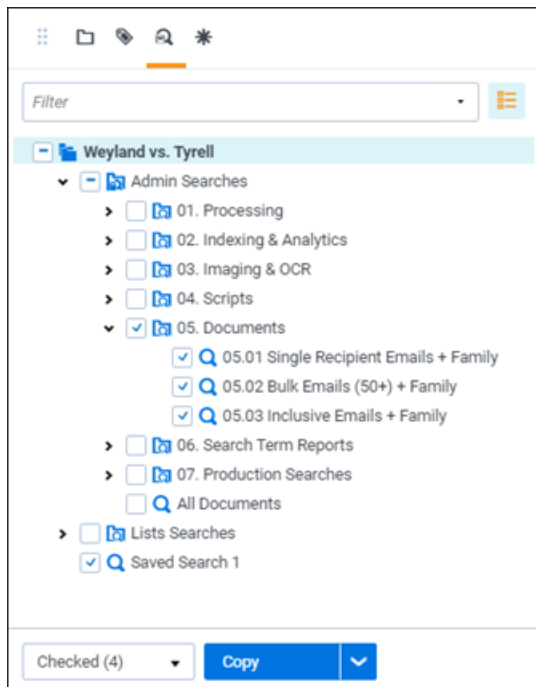 Filter
Weyland vs. Tyrell
Admin Searches
01. Processing
02. Indexing & Analytics
03. Imaging & OCR
04. Scripts
05. Documents
05.01 Single Recipient Emails + Family
05.02 Bulk Emails (50+) + Family
05.03 Inclusive Emails + Family
06. Search Term Reports
07. Production Searches
All Documents
Lists Searches
Saved Search 1
Checked (4) Copy